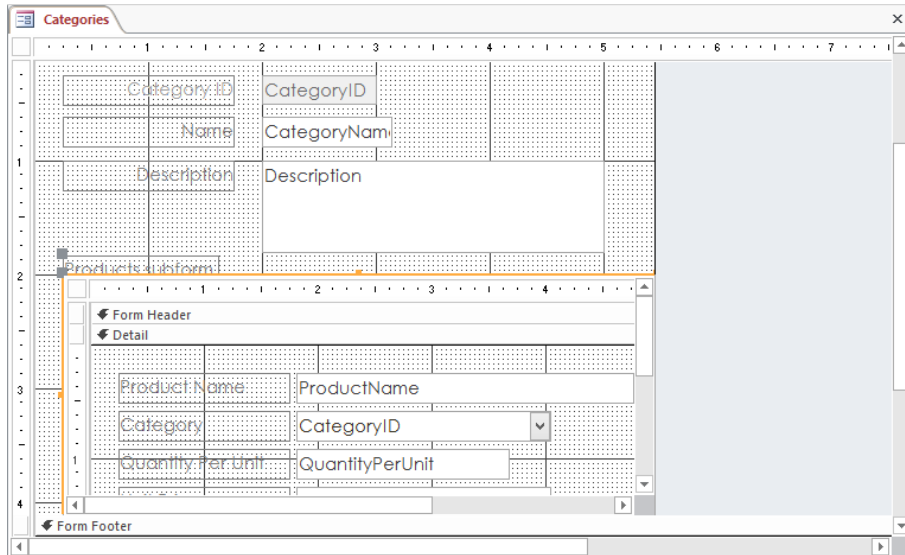 Categories
1 2 3 4 5 6 7
Category ID CategoryID
Name CategoryNam
1
Description Description
Products subform
2
1 2 3 4
Form Header
Detail
3
Product Name ProductName
Category CategoryID
1
Quantity Per Unit QuantityPerUnit
4
Form Footer